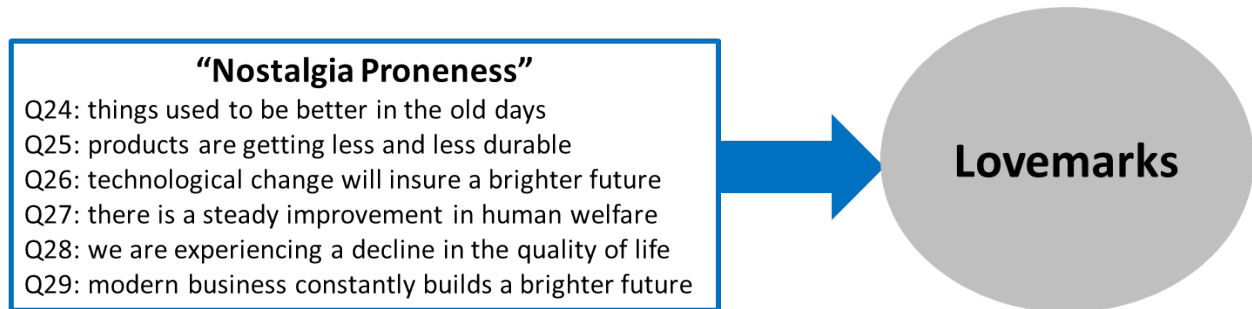 “Nostalgia Proneness”
Q24: things used to be better in the old days
Q25: products are getting less and less durable
Q26: technological change will insure a brighter future
Q27: there is a steady improvement in human welfare
Q28: we are experiencing a decline in the quality of life
Q29: modern business constantly builds a brighter future
Lovemarks